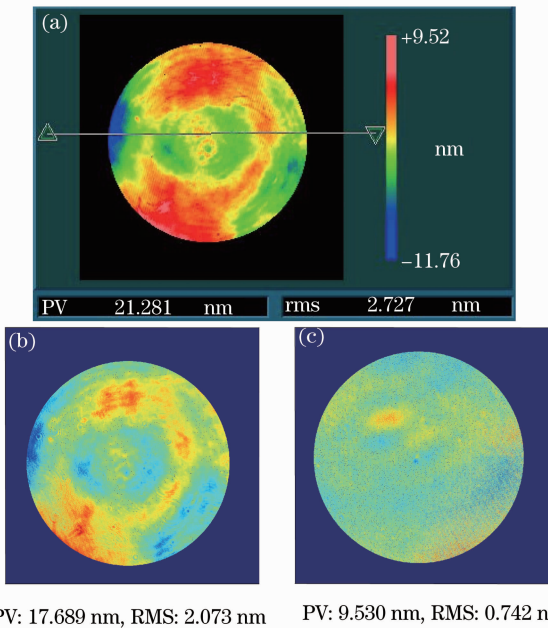 (a)
+9.52
nm
−11.76
PV 21.281 nm rms 2.727 nm
(b) (c)
PV: 17.689 nm, RMS: 2.073 nm PV: 9.530 nm, RMS: 0.742 n